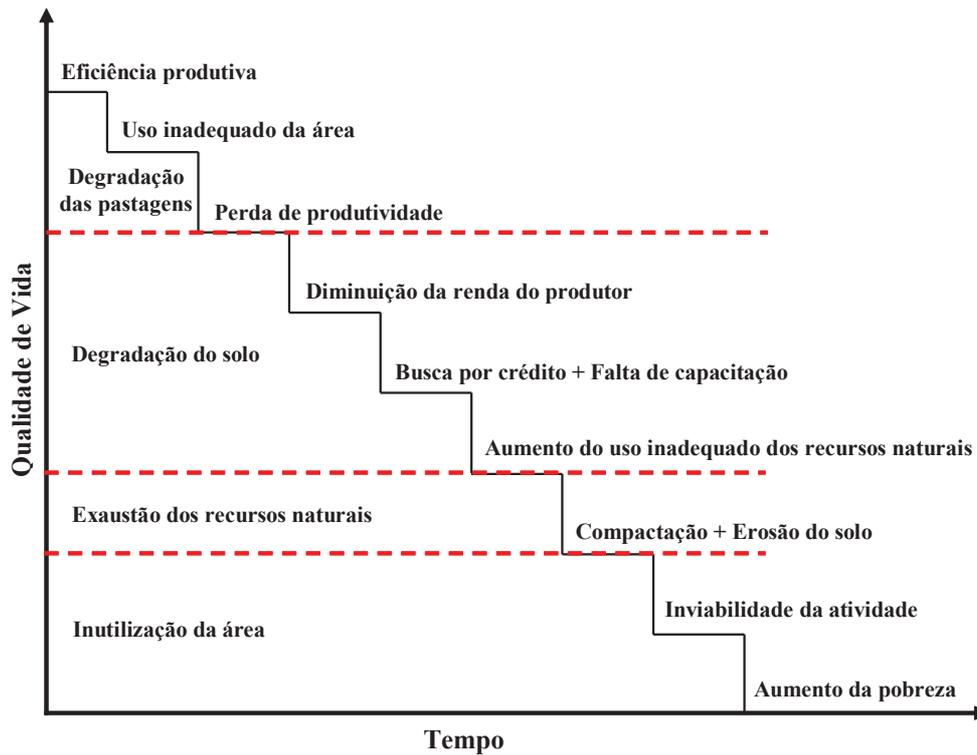 Eficiência produtiva
Uso inadequado da área
Degradação
das pastagens
Perda de produtividade
Diminuição da renda do produtor
Degradação do solo
Busca por crédito + Falta de capacitação
Aumento do uso inadequado dos recursos naturais
Exaustão dos recursos naturais
Compactação + Erosão do solo
Inviabilidade da atividade
Inutilização da área
Aumento da pobreza
Qualidade de Vida
Tempo